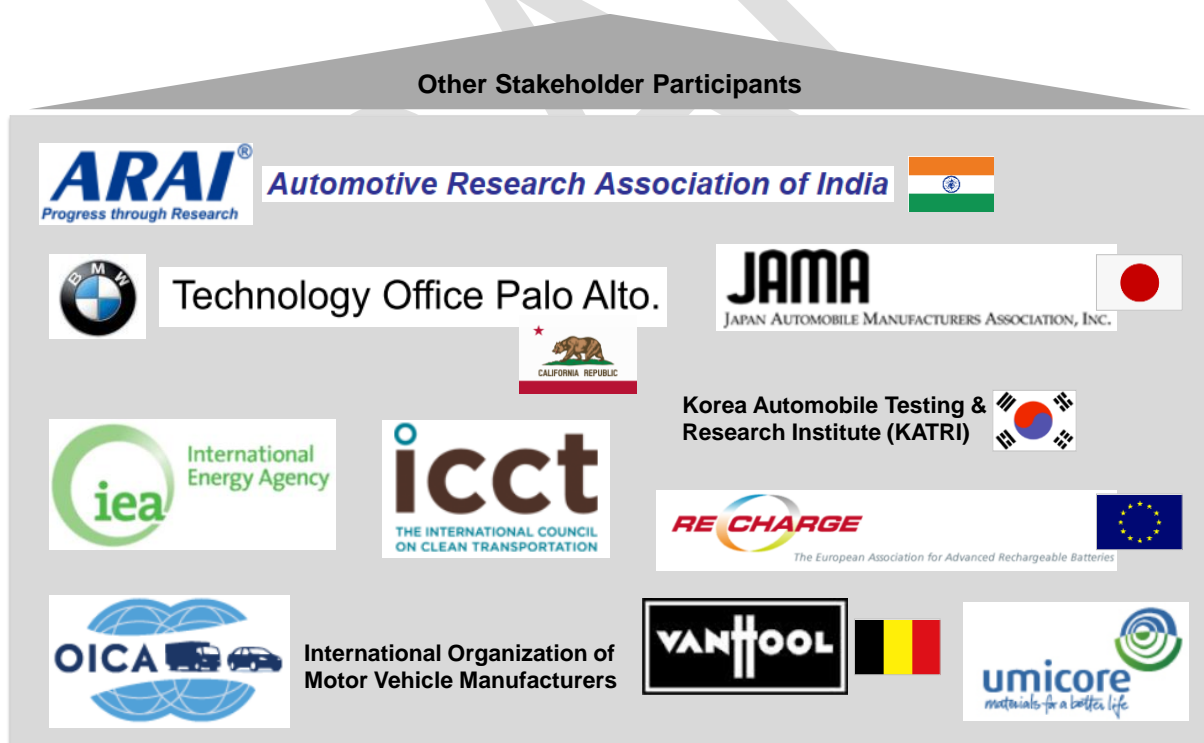 Other Stakeholder Participants
ARAI®
Progress through Research
Automotive Research Association of India
BMW
Technology Office Palo Alto.
CALIFORNIA REPUBLIC
JAMA
JAPAN AUTOMOBILE MANUFACTURERS ASSOCIATION, INC.
Korea Automobile Testing &
Research Institute (KATRI)
iea
International
Energy Agency
icct
THE INTERNATIONAL COUNCIL
ON CLEAN TRANSPORTATION
RECHARGE
The European Association for Advanced Rechargeable Batteries
OICA
International Organization of
Motor Vehicle Manufacturers
VANHOOL
umicore
materials for a better life